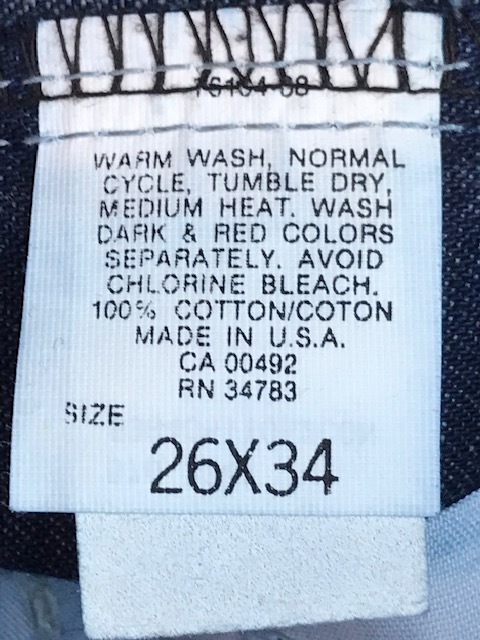 WARM WASH, NORMAL
CYCLE, TUMBLE DRY,
MEDIUM HEAT. WASH
DARK & RED COLORS
SEPARATELY. AVOID
CHLORINE BLEACH.
100% COTTON/COTON
MADE IN U.S.A.
CA 00492
RN 34783
SIZE
26X34